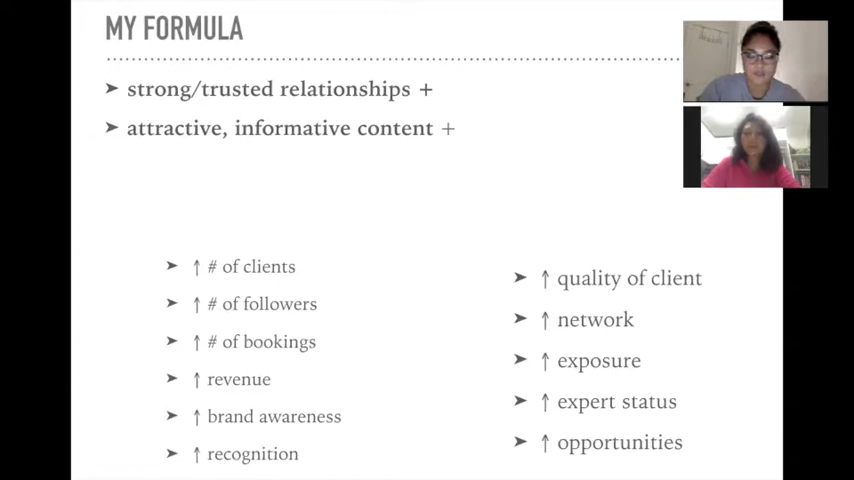 MY FORMULA
➤ strong/trusted relationships +
➤ attractive, informative content +
➤ ↑ # of clients
➤ ↑ # of followers
➤ ↑ # of bookings
➤ ↑ revenue
➤ ↑ brand awareness
➤ ↑ recognition
➤ ↑ quality of client
➤ ↑ network
➤ ↑ exposure
➤ ↑ expert status
➤ ↑ opportunities